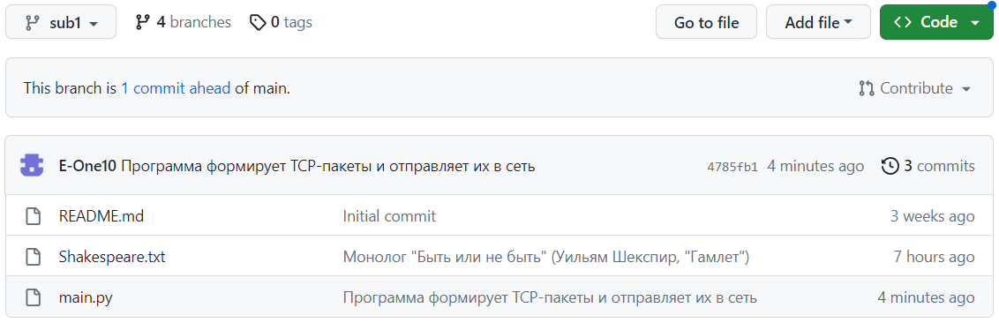 sub1 4 branches 0 tags Go to file Add file <> Code
This branch is 1 commit ahead of main. Contribute
E-One10 Программа формирует TCP-пакеты и отправляет их в сеть 4785fb1 4 minutes ago 3 commits
README.md Initial commit 3 weeks ago
Shakespeare.txt Монолог "Быть или не быть" (Уильям Шекспир, "Гамлет") 7 hours ago
main.py Программа формирует TCP-пакеты и отправляет их в сеть 4 minutes ago